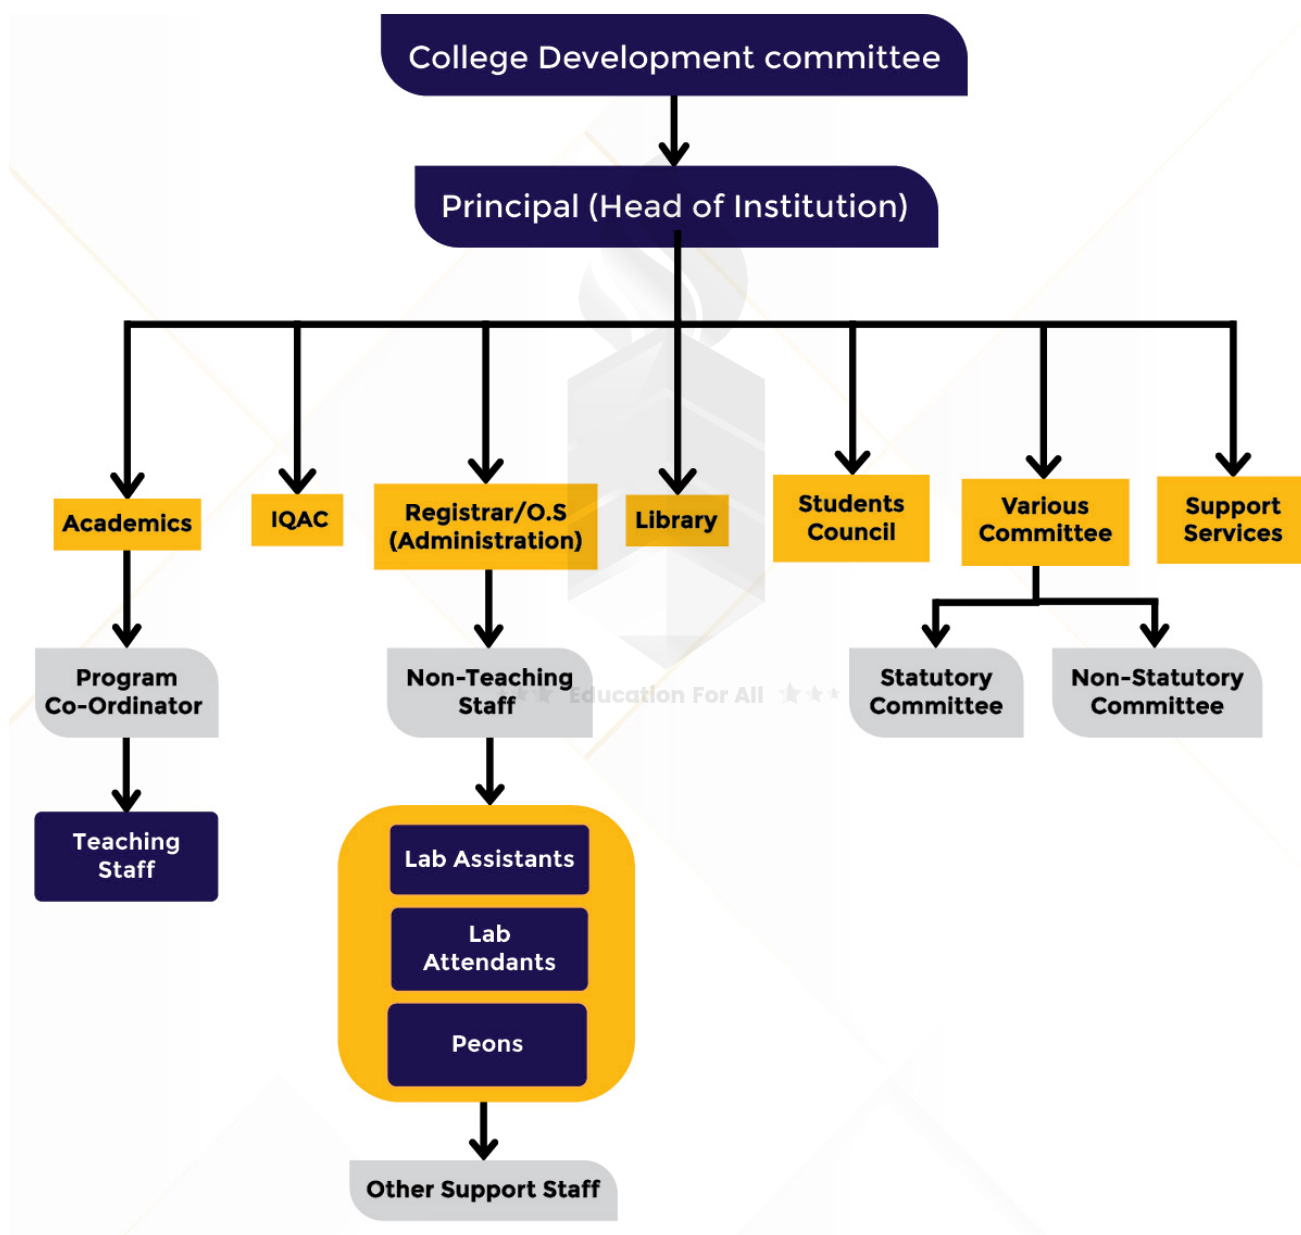 College Development committee
Principal (Head of Institution)
Academics
IQAC
Registrar/O.S
(Administration)
Library
Students
Council
Various
Committee
Support
Services
Program
Co-Ordinator
Non-Teaching
Staff
Education For All
Statutory
Committee
Non-Statutory
Committee
Teaching
Staff
Lab Assistants
Lab
Attendants
Peons
Other Support Staff